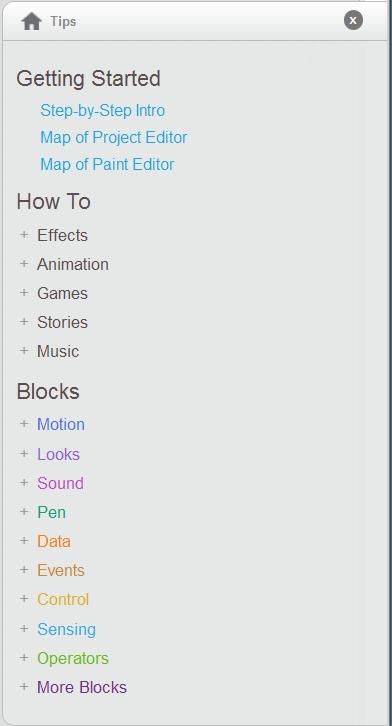 Tips
x
Getting Started
Step-by-Step Intro
Map of Project Editor
Map of Paint Editor
How To
+ Effects
+ Animation
+ Games
+ Stories
+ Music
Blocks
+ Motion
+ Looks
+ Sound
+ Pen
+ Data
+ Events
+ Control
+ Sensing
+ Operators
+ More Blocks